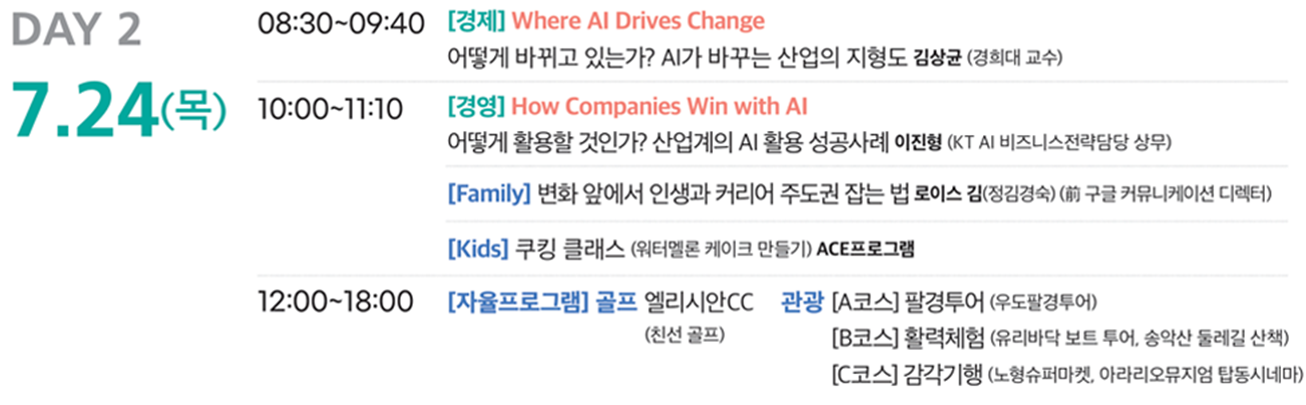 DAY 2
7.24(목)
08:30~09:40 [경제] Where AI Drives Change
어떻게 바뀌고 있는가? AI가 바꾸는 산업의 지형도 김상균 (경희대 교수)
10:00~11:10 [경영] How Companies Win with AI
어떻게 활용할 것인가? 산업계의 AI 활용 성공사례 이진형 (KT AI 비즈니스전략담당 상무)
[Family] 변화 앞에서 인생과 커리어 주도권 잡는 법 로이스 김(정김경숙) (前 구글 커뮤니케이션 디렉터)
[Kids] 쿠킹 클래스 (워터멜론 케이크 만들기) ACE프로그램
12:00~18:00 [자율프로그램] 골프 엘리시안CC 관광 [A코스] 팔경투어 (우도팔경투어)
(친선 골프)
[B코스] 활력체험 (유리바닥 보트 투어, 송악산 둘레길 산책)
[C코스] 감각기행 (노형슈퍼마켓, 아라리오뮤지엄 탑동시네마)